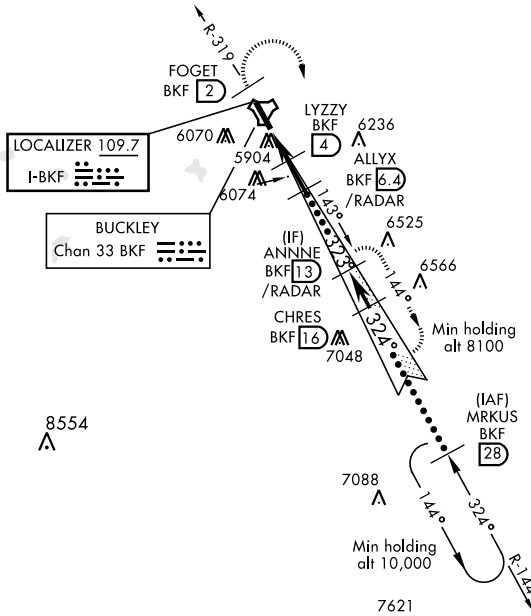 R-319
FOGET
BKF 2
LYZZY
BKF
4
6236
LOCALIZER 109.7
I-BKF
6070
5904
6074
ALLYX
BKF 6.4
/RADAR
143°
6525
BUCKLEY
Chan 33 BKF
(IF)
ANNNE
BKF 13
/RADAR
323°
144°
6566
CHRES
BKF 16
7048
324°
Min holding
alt 8100
8554
(IAF)
MRKUS
BKF
28
7088
144°
324°
Min holding
alt 10,000
R-144
7621